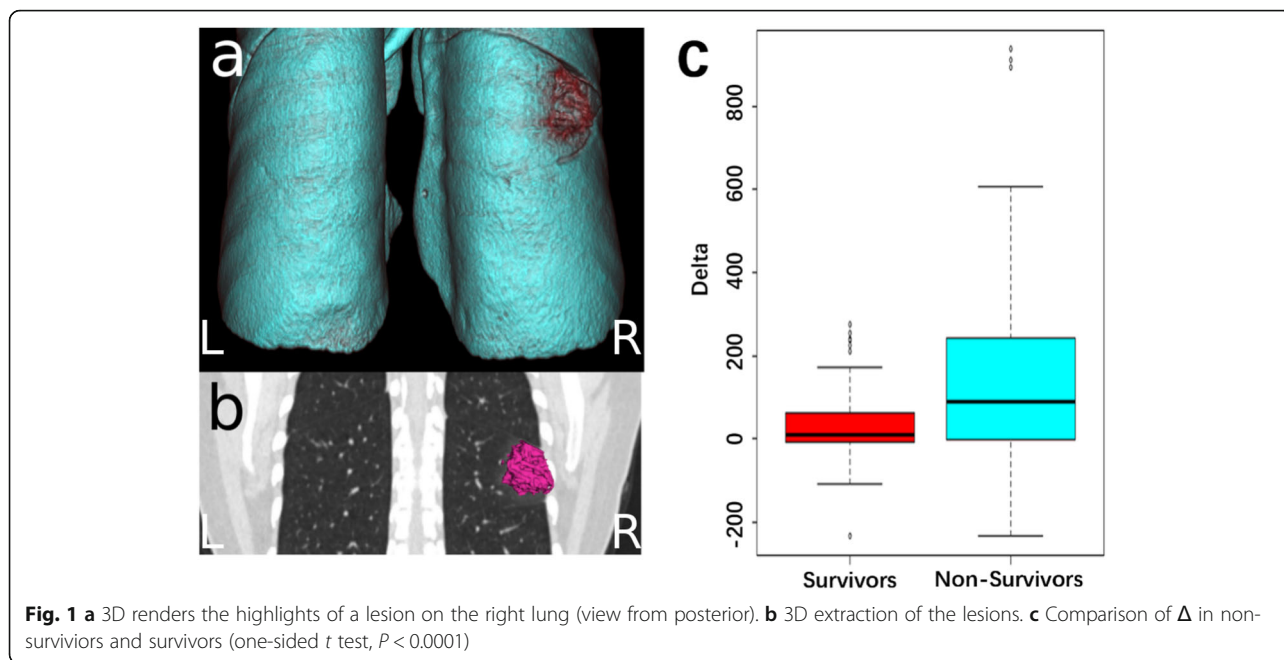 a
L
R
b
L
R
c
Delta
800
600
400
200
0
-200
Survivors
Non-Survivors
Fig. 1 a 3D renders the highlights of a lesion on the right lung (view from posterior). b 3D extraction of the lesions. c Comparison of Δ in non-
surviviors and survivors (one-sided t test, P < 0.0001)